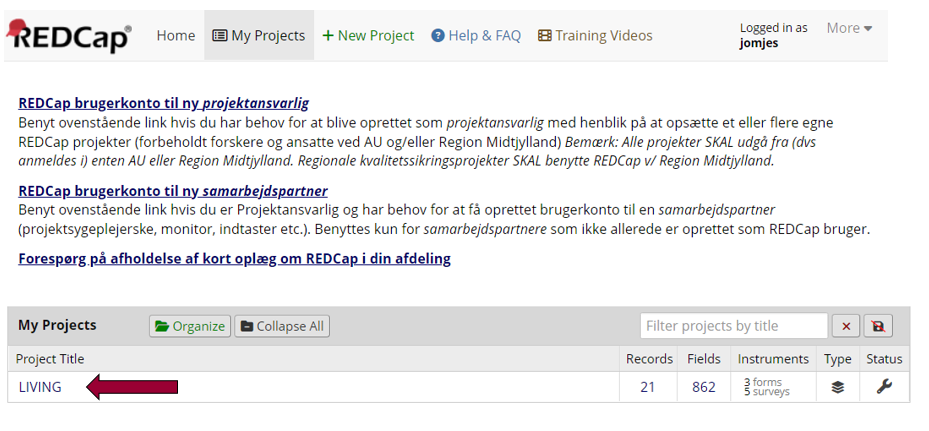 REDCap Home My Projects + New Project ? Help & FAQ Training Videos Logged in as jomjes More
REDCap brugerkonto til ny projektansvarlig
Benyt ovenstående link hvis du har behov for at blive oprettet som projektansvarlig med henblik på at opsætte et eller flere egne
REDCap projekter (forbeholdt forskere og ansatte ved AU og/eller Region Midtjylland) Bemærk: Alle projekter SKAL udgå fra (dvs
anmeldes i) enten AU eller Region Midtjylland. Regionale kvalitetssikringsprojekter SKAL benytte REDCap v/ Region Midtjylland.
REDCap brugerkonto til ny samarbejdspartner
Benyt ovenstående link hvis du er Projektansvarlig og har behov for at få oprettet brugerkonto til en samarbejdspartner
(projektsygeplejerske, monitor, indtaster etc.). Benyttes kun for samarbejdspartnere som ikke allerede er oprettet som REDCap bruger.
Forespørg på afholdelse af kort oplæg om REDCap i din afdeling
My Projects Organize Collapse All Filter projects by title
Project Title Records Fields Instruments Type Status
LIVING 21 862 3 forms
5 surveys